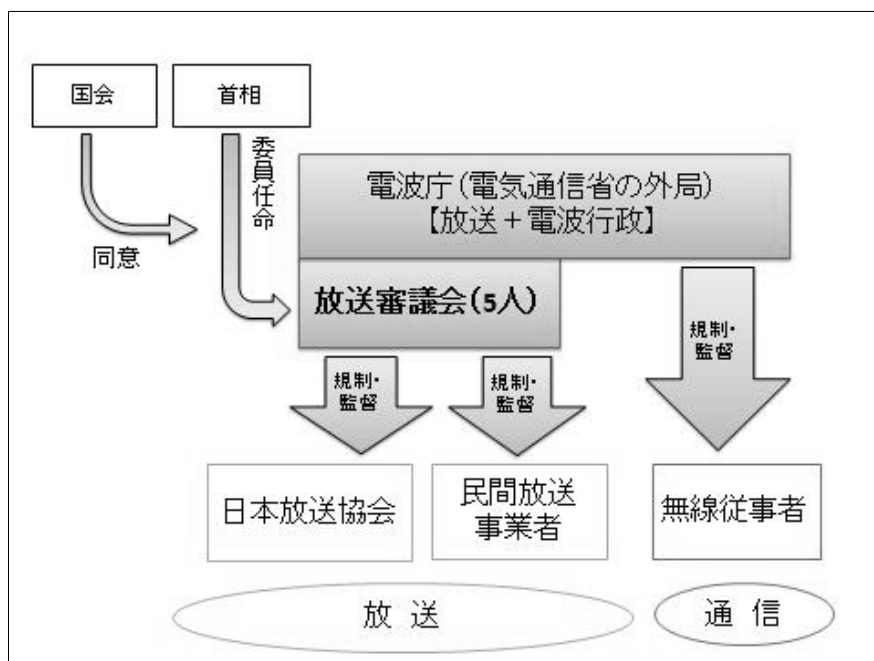 国会
首相
委員任命
同意
電波庁(電気通信省の外局)
【放送+電波行政】
放送審議会(5人)
規制・
監督
規制・
監督
規制・
監督
日本放送協会
民間放送
事業者
無線従事者
放 送
通 信